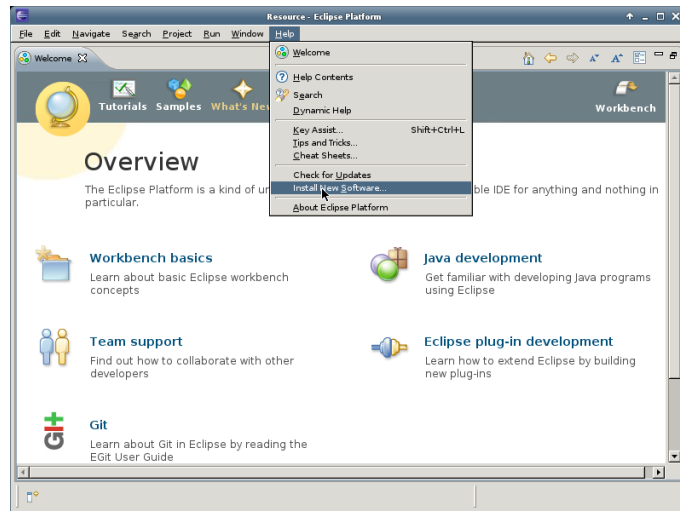 Resource - Eclipse Platform
File Edit Navigate Search Project Run Window Help
Welcome
Welcome
Help Contents
Search
Dynamic Help
Key Assist... Shift+Ctrl+L
Tips and Tricks...
Cheat Sheets...
Check for Updates
Install New Software...
About Eclipse Platform
Tutorials Samples What's New Workbench
Overview
The Eclipse Platform is a kind of ble IDE for anything and nothing in
particular.
Workbench basics
Learn about basic Eclipse workbench
concepts
Java development
Get familiar with developing Java programs
using Eclipse
Team support
Find out how to collaborate with other
developers
Eclipse plug-in development
Learn how to extend Eclipse by building
new plug-ins
Git
Git
Learn about Git in Eclipse by reading the
EGit User Guide